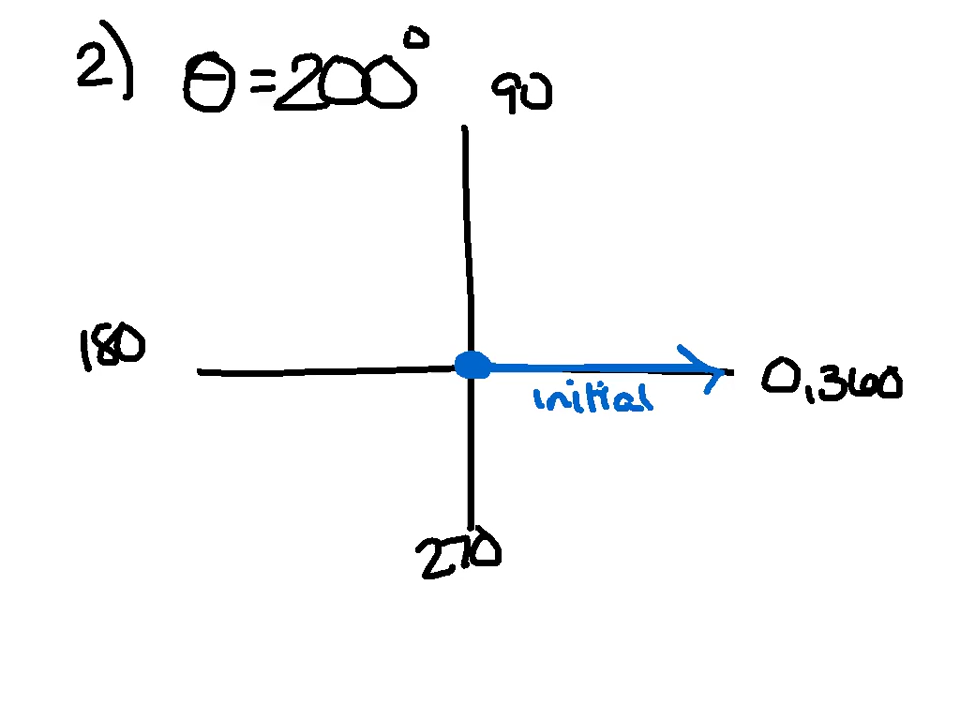 2) θ = 200°
90
180
0,360
initial
270